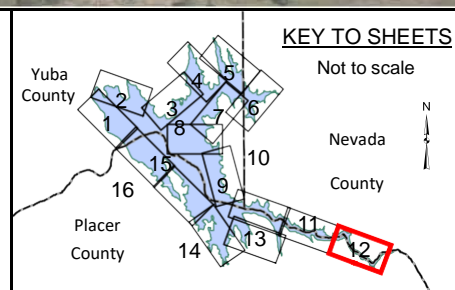 KEY TO SHEETS
Not to scale
Yuba
County
N
Nevada
County
Placer
County
1
2
3
4
5
6
7
8
9
10
11
12
13
14
15
16